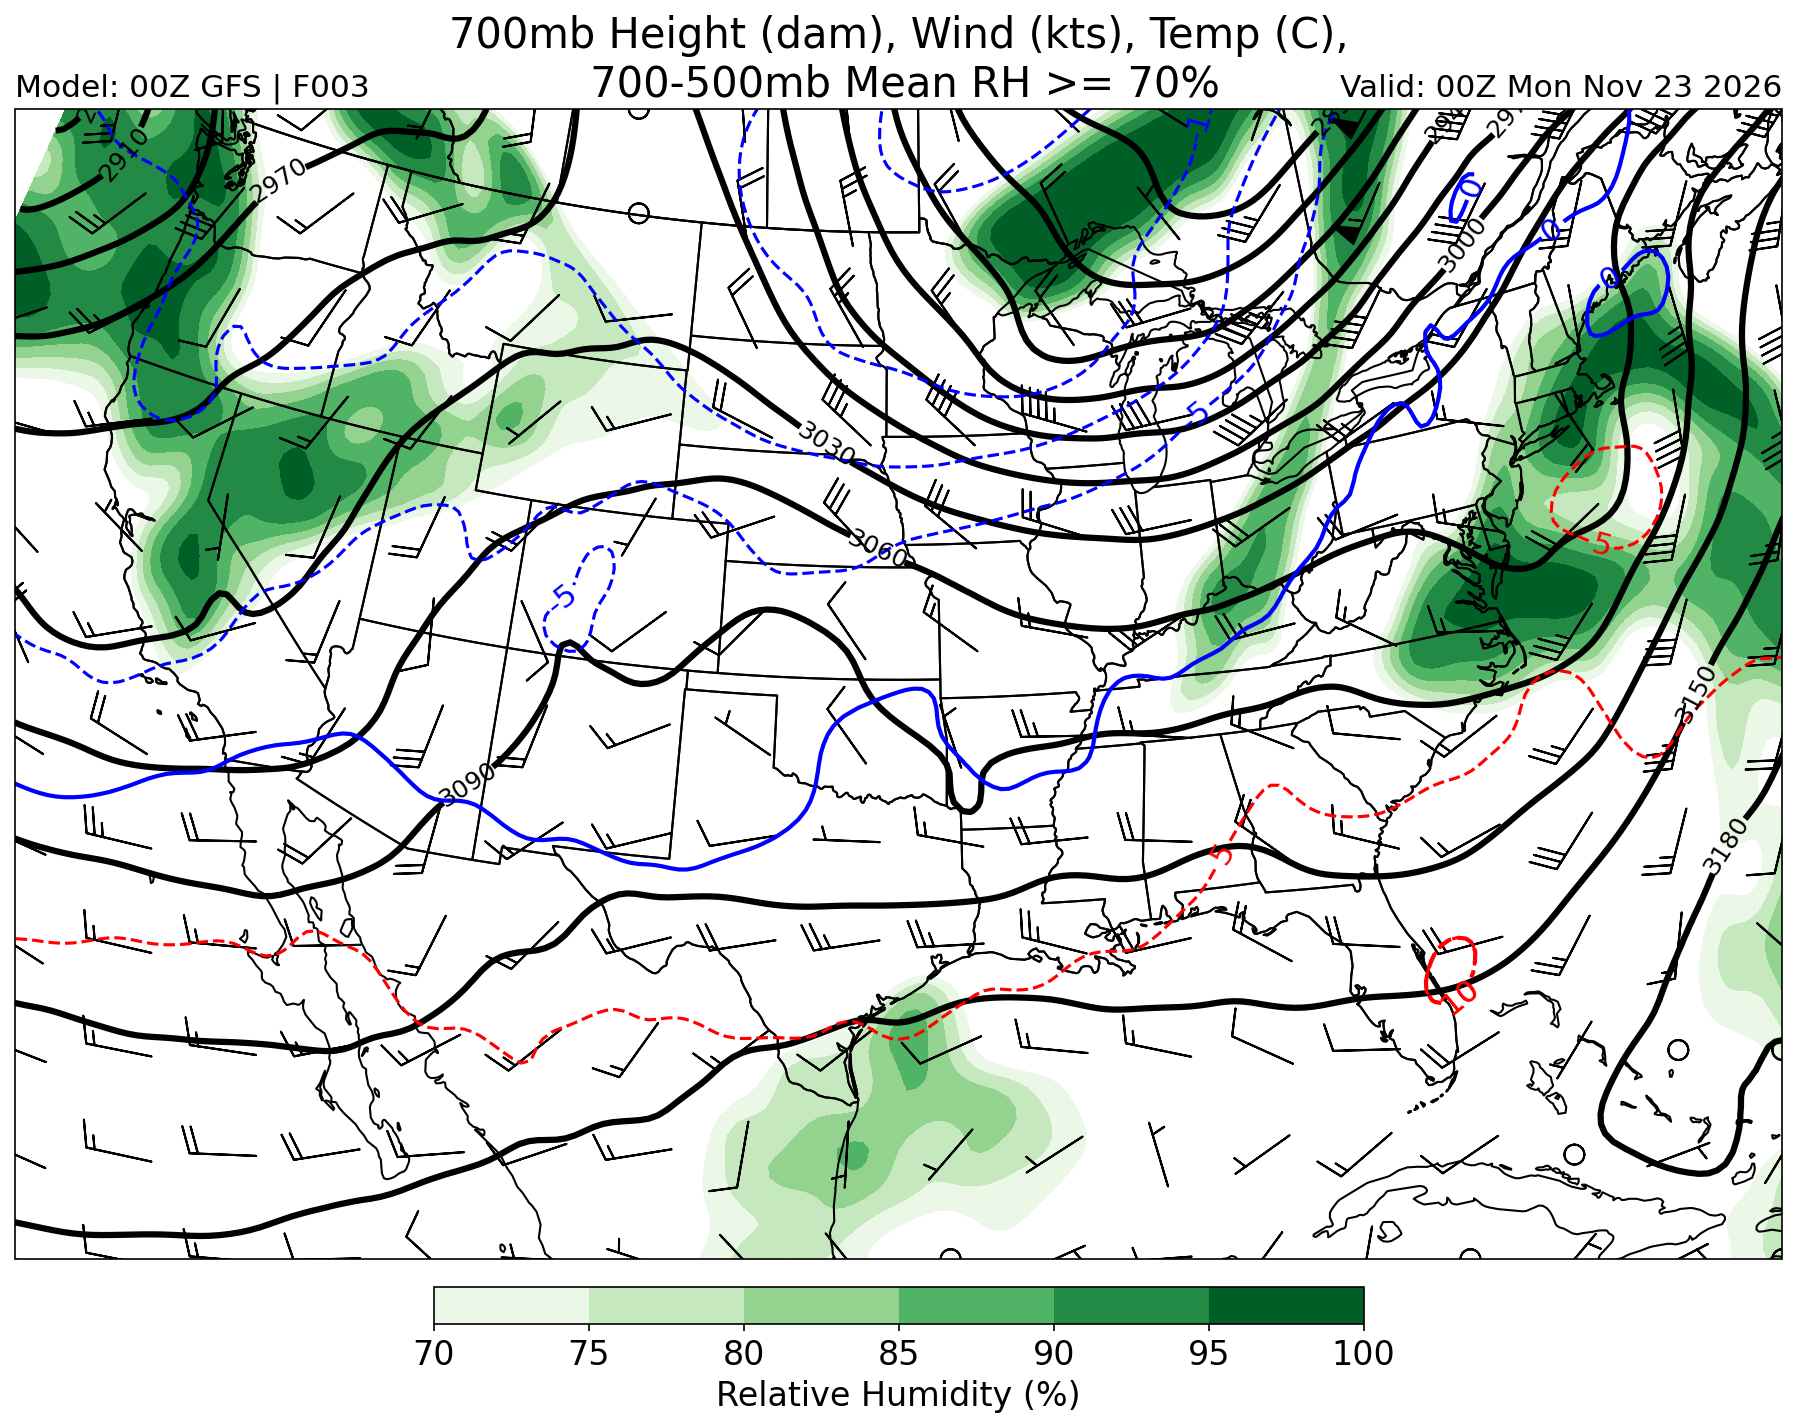 700mb Height (dam), Wind (kts), Temp (C),
Model: 00Z GFS | F003
700-500mb Mean RH >= 70%
Valid: 00Z Mon Nov 23 2026
2910
2970
0
0
3000
0
5
3030
3060
5
-5
3150
3090
3180
5
10
70 75 80 85 90 95 100
Relative Humidity (%)